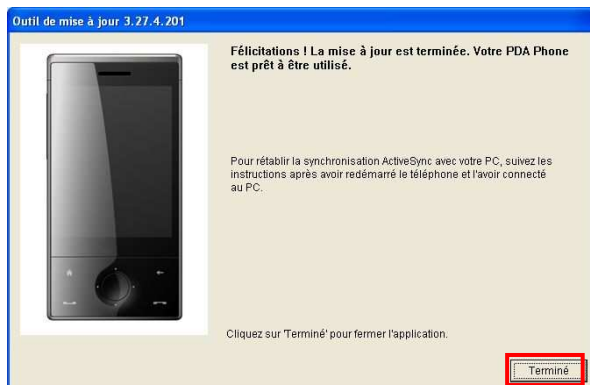 Outil de mise à jour 3.27.4.201
Félicitations ! La mise à jour est terminée. Votre PDA Phone
est prêt à être utilisé.
Pour rétablir la synchronisation ActiveSync avec votre PC, suivez les
instructions après avoir redémarré le téléphone et l'avoir connecté
au PC.
Cliquez sur 'Terminé' pour fermer l'application.
Terminé